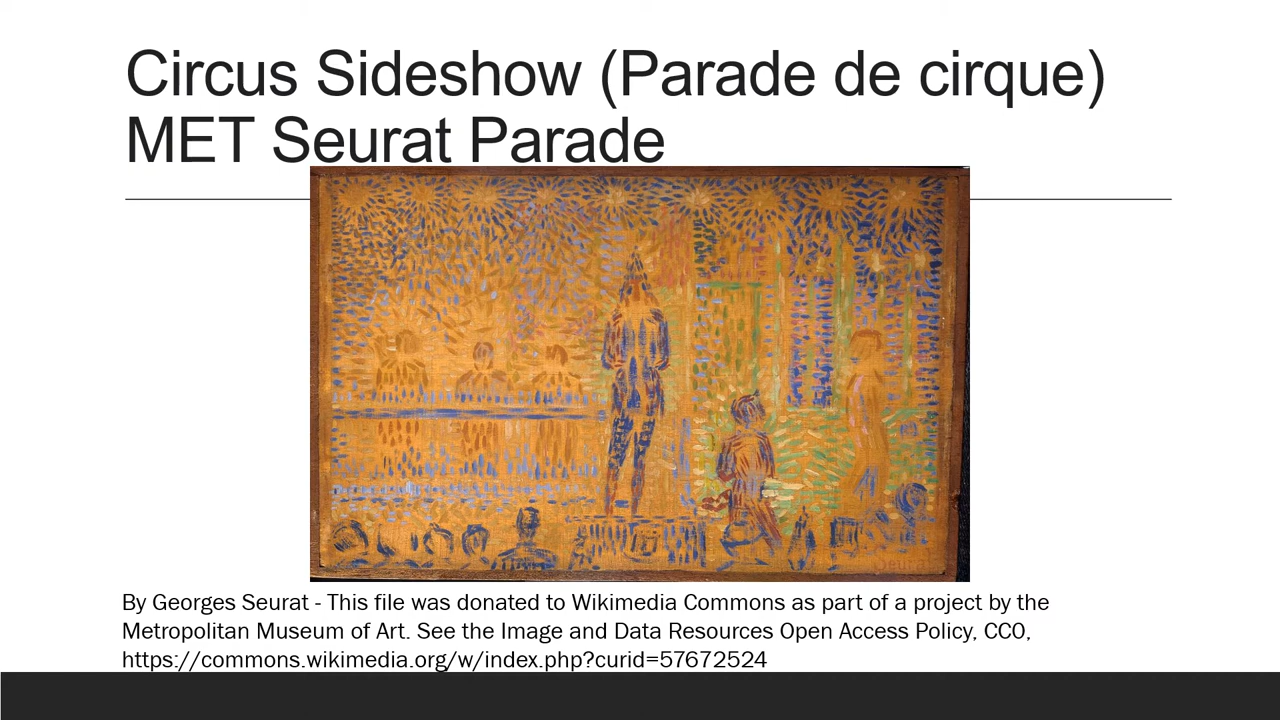 Circus Sideshow (Parade de cirque)
MET Seurat Parade
Seurat
By Georges Seurat - This file was donated to Wikimedia Commons as part of a project by the
Metropolitan Museum of Art. See the Image and Data Resources Open Access Policy, CC0,
https://commons.wikimedia.org/w/index.php?curid=57672524